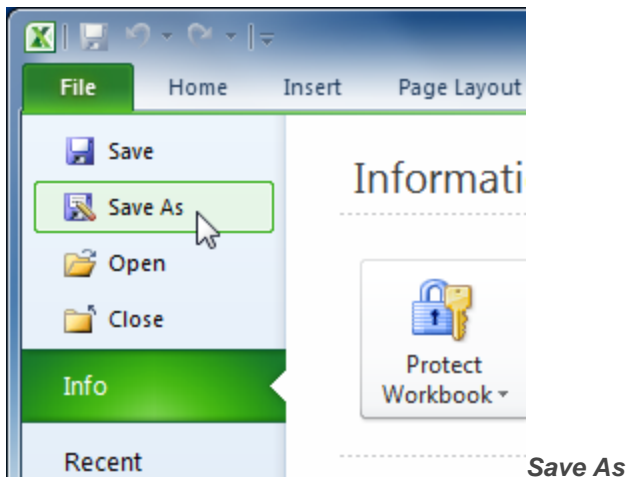 File Home Insert Page Layout
Save
Informati
Save As
Open
Close
Protect
Workbook
Info
Recent
Save As